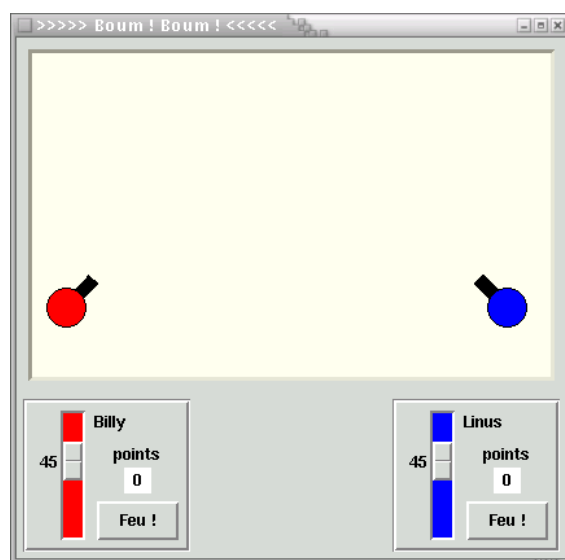 >>>>> Boum ! Boum ! <<<<<
Billy
45
points
0
Feu !
Linus
45
points
0
Feu !